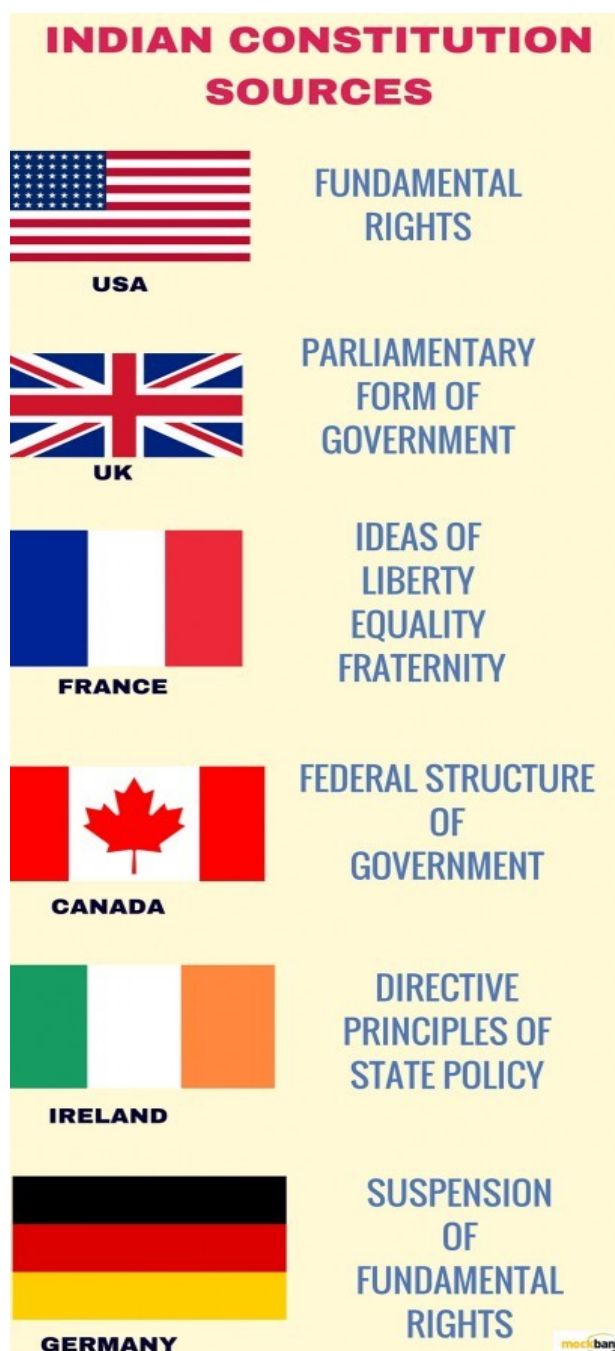 INDIAN CONSTITUTION
SOURCES
FUNDAMENTAL
RIGHTS
USA
PARLIAMENTARY
FORM OF
GOVERNMENT
UK
IDEAS OF
LIBERTY
EQUALITY
FRATERNITY
FRANCE
FEDERAL STRUCTURE
OF
GOVERNMENT
CANADA
DIRECTIVE
PRINCIPLES OF
STATE POLICY
IRELAND
SUSPENSION
OF
FUNDAMENTAL
RIGHTS
GERMANY
mockban